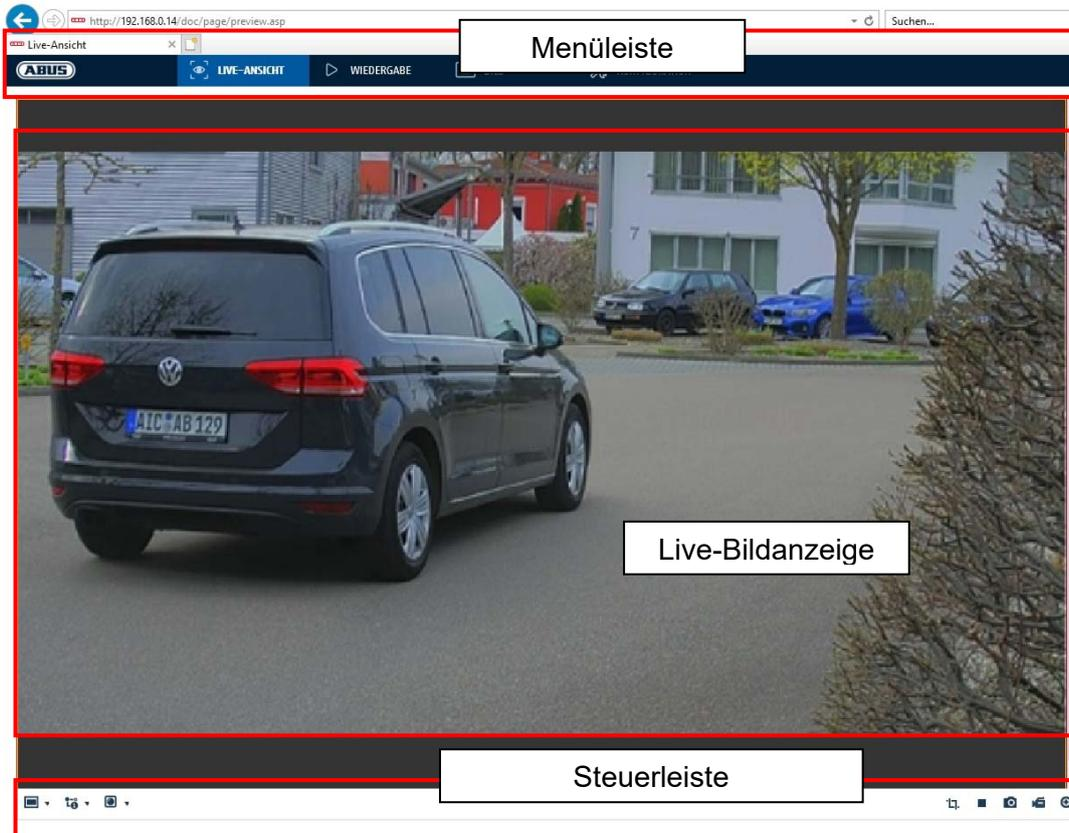 http://192.168.0.14/doc/page/preview.asp
Suchen...
Live-Ansicht
Menüleiste
ABUS
LIVE-ANSICHT
WIEDERGABE
7
AIC AB 129
Live-Bildanzeige
Steuerleiste